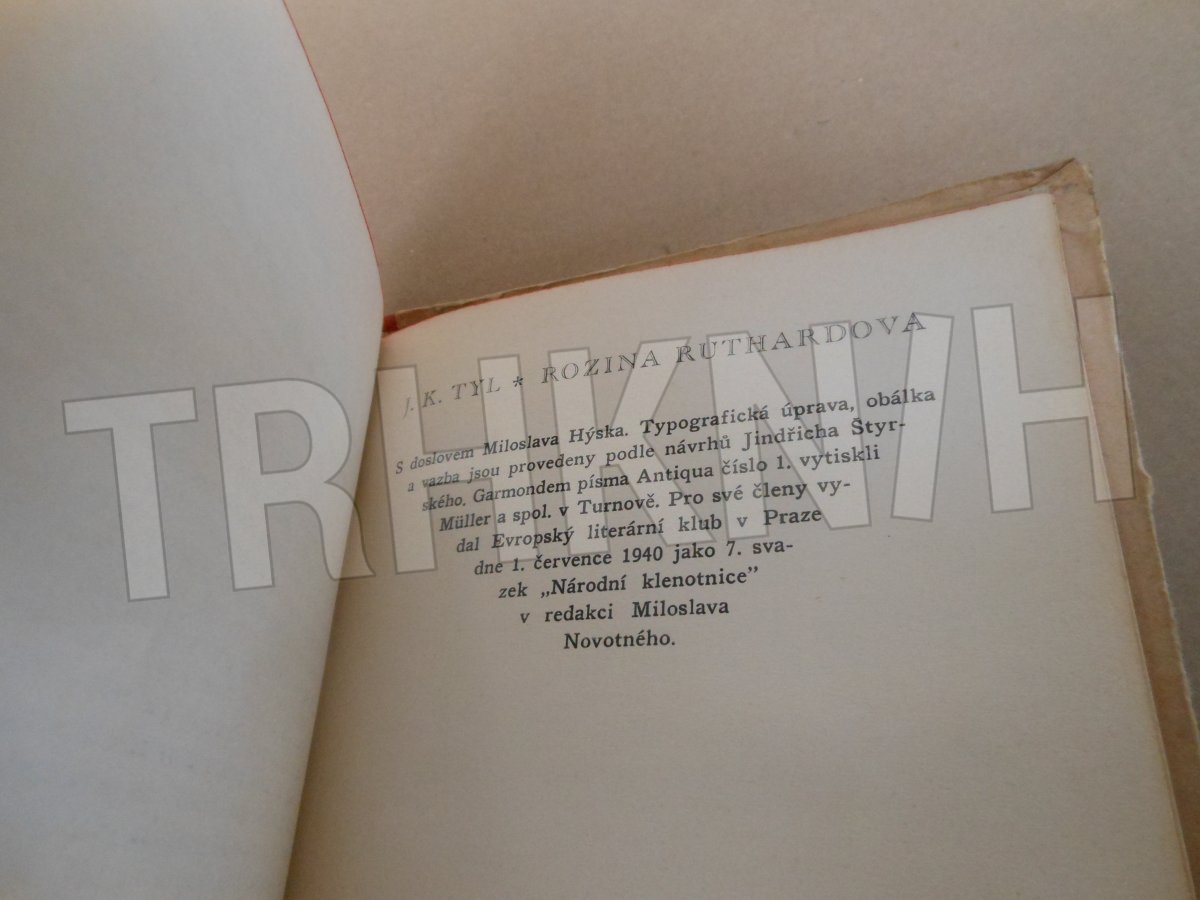 J. K. TYL * ROZINA RUTHARDOVA
S doslovem Miloslava Hýska. Typografická úprava, obálka
a vazba jsou provedeny podle návrhů Jindřicha Štyr-
ského. Garmondem písma Antiqua číslo 1. vytiskli
Müller a spol. v Turnově. Pro své členy vy-
dal Evropský literární klub v Praze
dne 1. července 1940 jako 7. sva-
zek „Národní klenotnice”
v redakci Miloslava
Novotného.
TRHKNIH